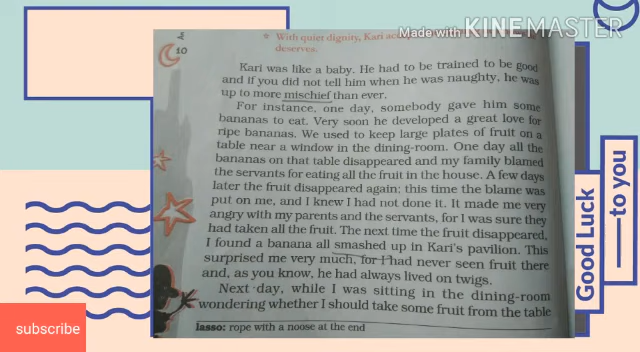 Made with KINEMASTER
10
With quiet dignity, Kari
deserves.
Kari was like a baby. He had to be trained to be good
and if you did not tell him when he was naughty, he was
up to more mischief than ever.
For instance, one day, somebody gave him some
bananas to eat. Very soon he developed a great love for
ripe bananas. We used to keep large plates of fruit on a
table near a window in the dining-room. One day all the
bananas on that table disappeared and my family blamed
the servants for eating all the fruit in the house. A few days
later the fruit disappeared again; this time the blame was
put on me, and I knew I had not done it. It made me very
angry with my parents and the servants, for I was sure they
had taken all the fruit. The next time the fruit disappeared,
I found a banana all smashed up in Kari's pavilion. This
surprised me very much, for I had never seen fruit there
and, as you know, he had always lived on twigs.
Next day, while I was sitting in the dining-room
wondering whether I should take some fruit from the table
lasso: rope with a noose at the end
Good Luck
to you
subscribe